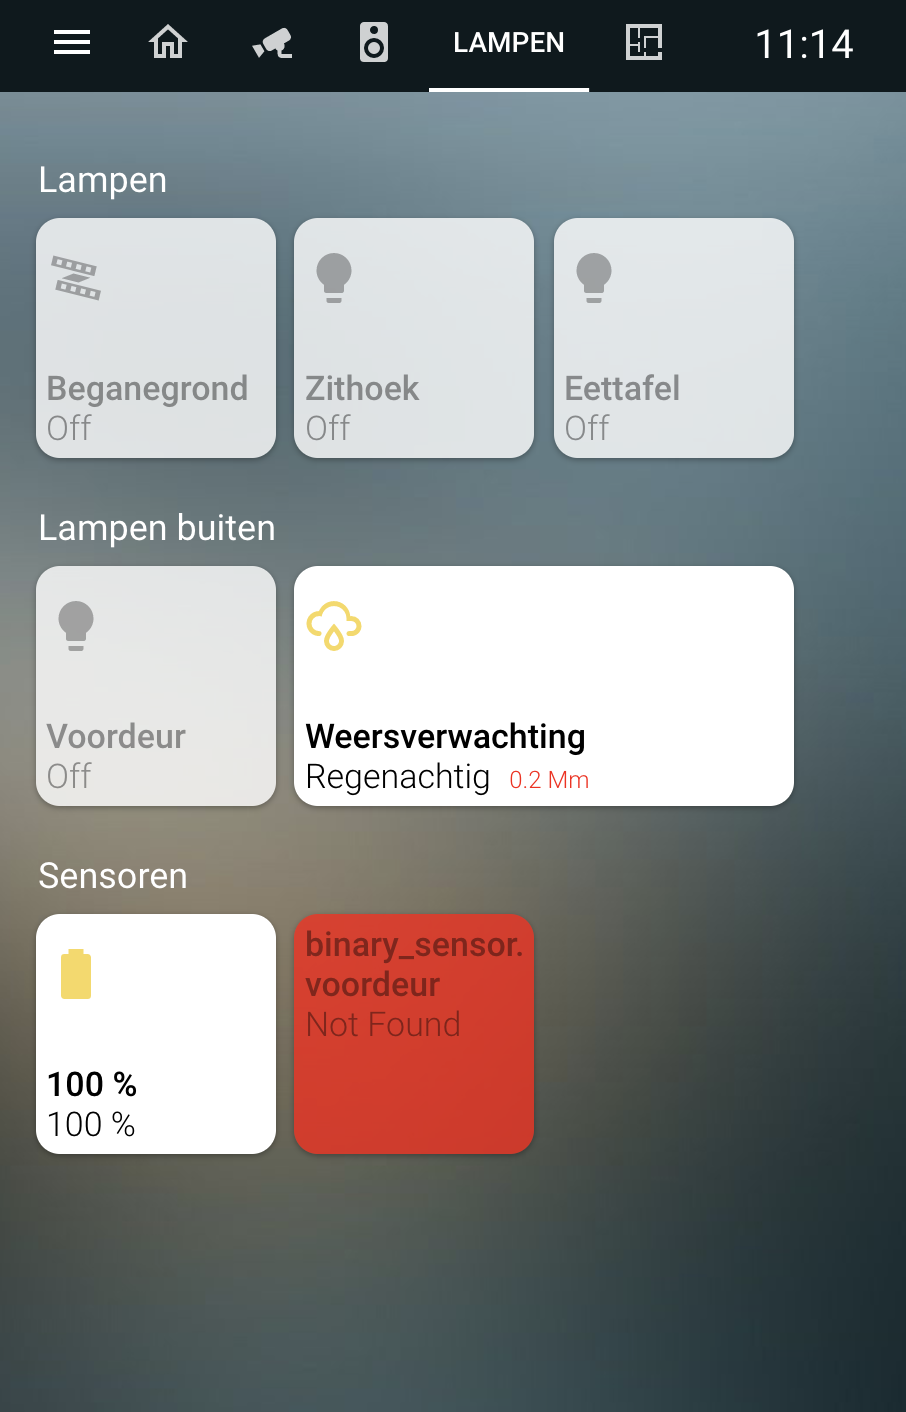 LAMPEN
11:14
Lampen
Beganegrond
Off
Zithoek
Off
Eettafel
Off
Lampen buiten
Voordeur
Off
Weersverwachting
Regenachtig 0.2 Mm
Sensoren
100 %
100 %
binary_sensor.
voordeur
Not Found